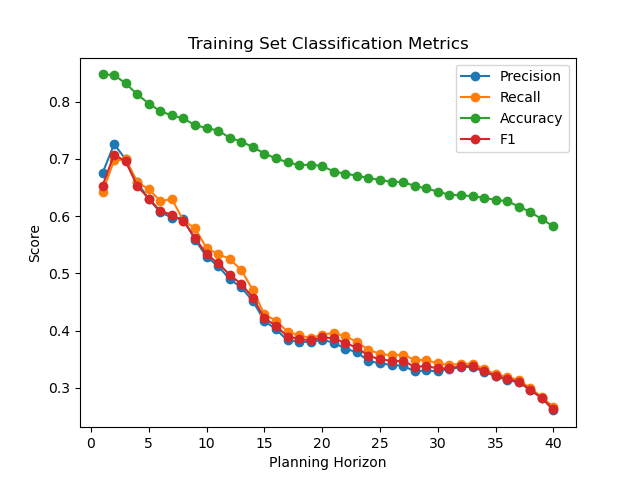 Training Set Classification Metrics
Precision
Recall
Accuracy
F1
Score
0.8
0.7
0.6
0.5
0.4
0.3
0 5 10 15 20 25 30 35 40
Planning Horizon